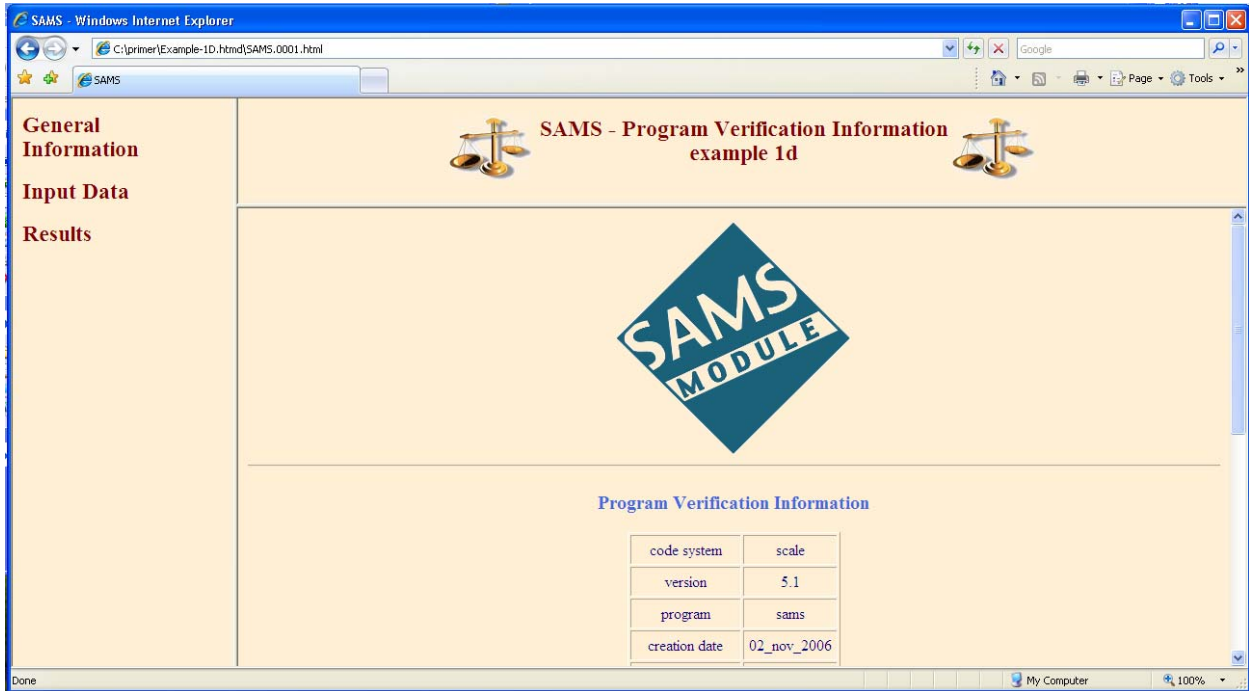 SAMS - Windows Internet Explorer
C:\primer\Example-1D.htmd\SAMS.0001.html
Google
SAMS
Page
Tools
General
Information
Input Data
Results
SAMS - Program Verification Information
example 1d
SAMS
MODULE
Program Verification Information
code system scale
version 5.1
program sams
creation date 02_nov_2006
Done
My Computer
100%